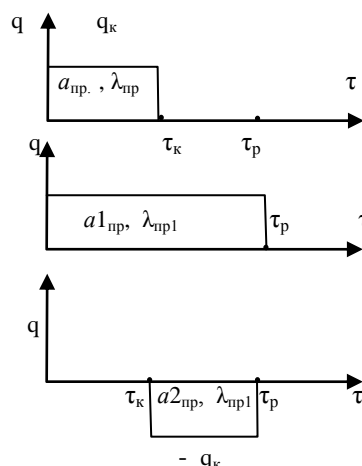 q qк
aпр. , λпр τ
τк τр
q
a1пр, λпр1 τр
q
τк a2пр, λпр1 τр τ
- qк